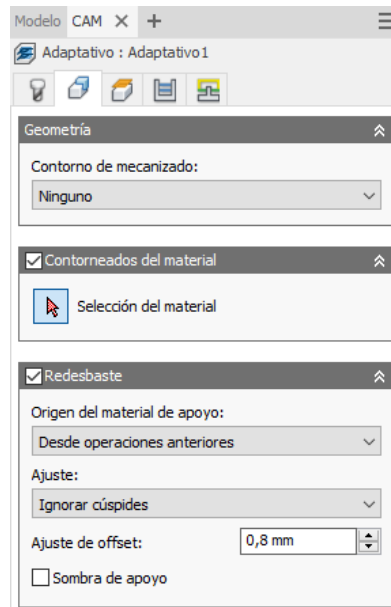 Modelo CAM
Adaptativo : Adaptativo1
Geometría
Contorno de mecanizado:
Ninguno
Contorneados del material
Selección del material
Redesbaste
Origen del material de apoyo:
Desde operaciones anteriores
Ajuste:
Ignorar cúspides
Ajuste de offset: 0,8 mm
Sombra de apoyo